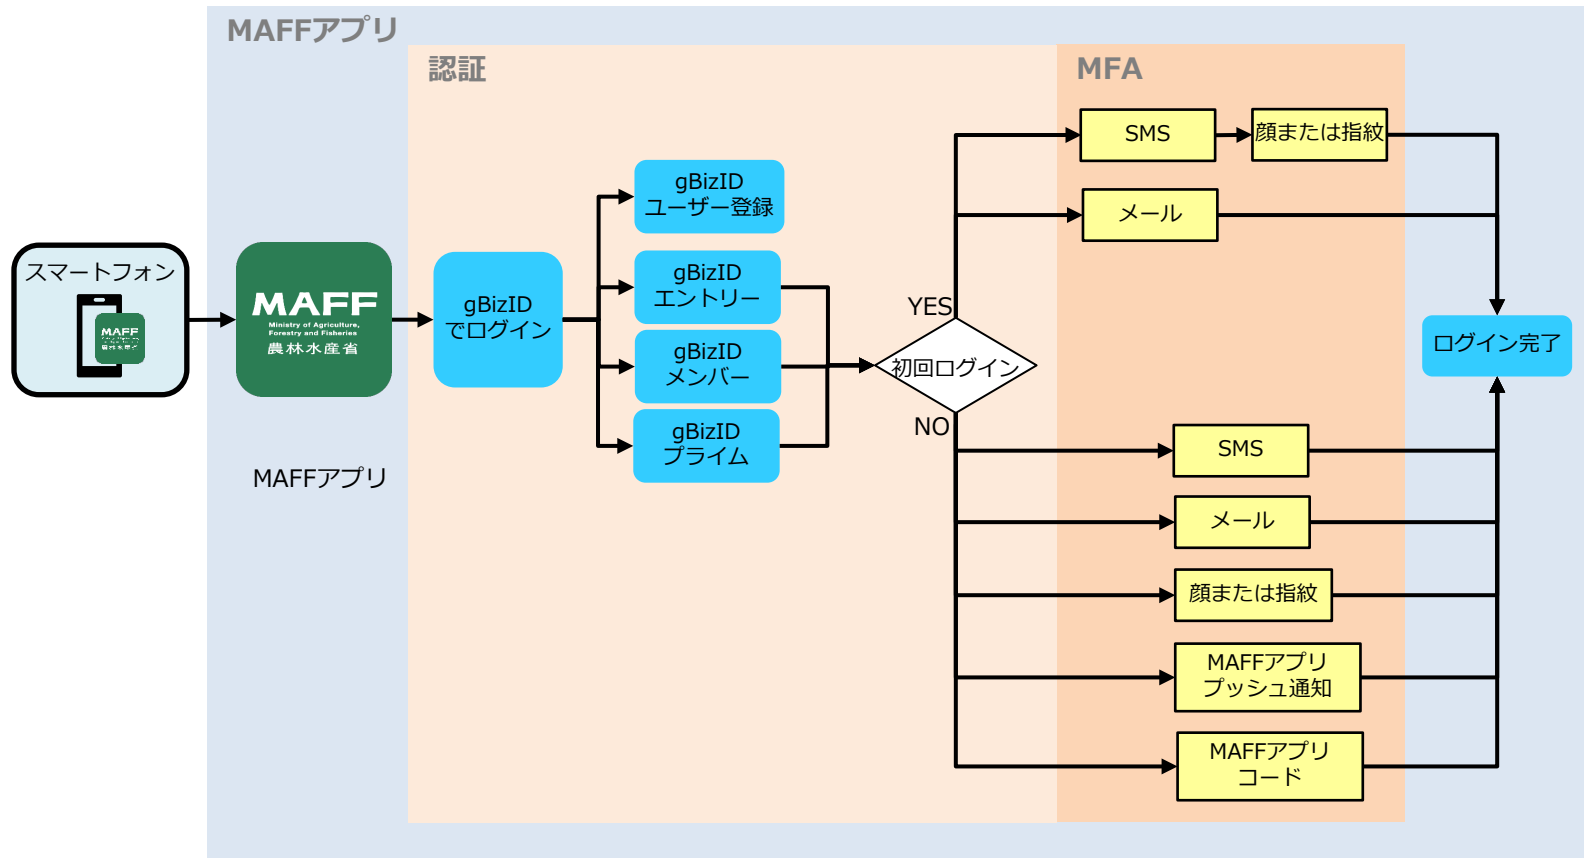 MAFFアプリ
認証
MFA
スマートフォン
MAFF
農林水産省
MAFF
Ministry of Agriculture,
Forestry and Fisheries
農林水産省
MAFFアプリ
gBizID
でログイン
gBizID
ユーザー登録
gBizID
エントリー
gBizID
メンバー
gBizID
プライム
初回ログイン
YES
NO
SMS
顔または指紋
メール
SMS
メール
顔または指紋
MAFFアプリ
プッシュ通知
MAFFアプリ
コード
ログイン完了